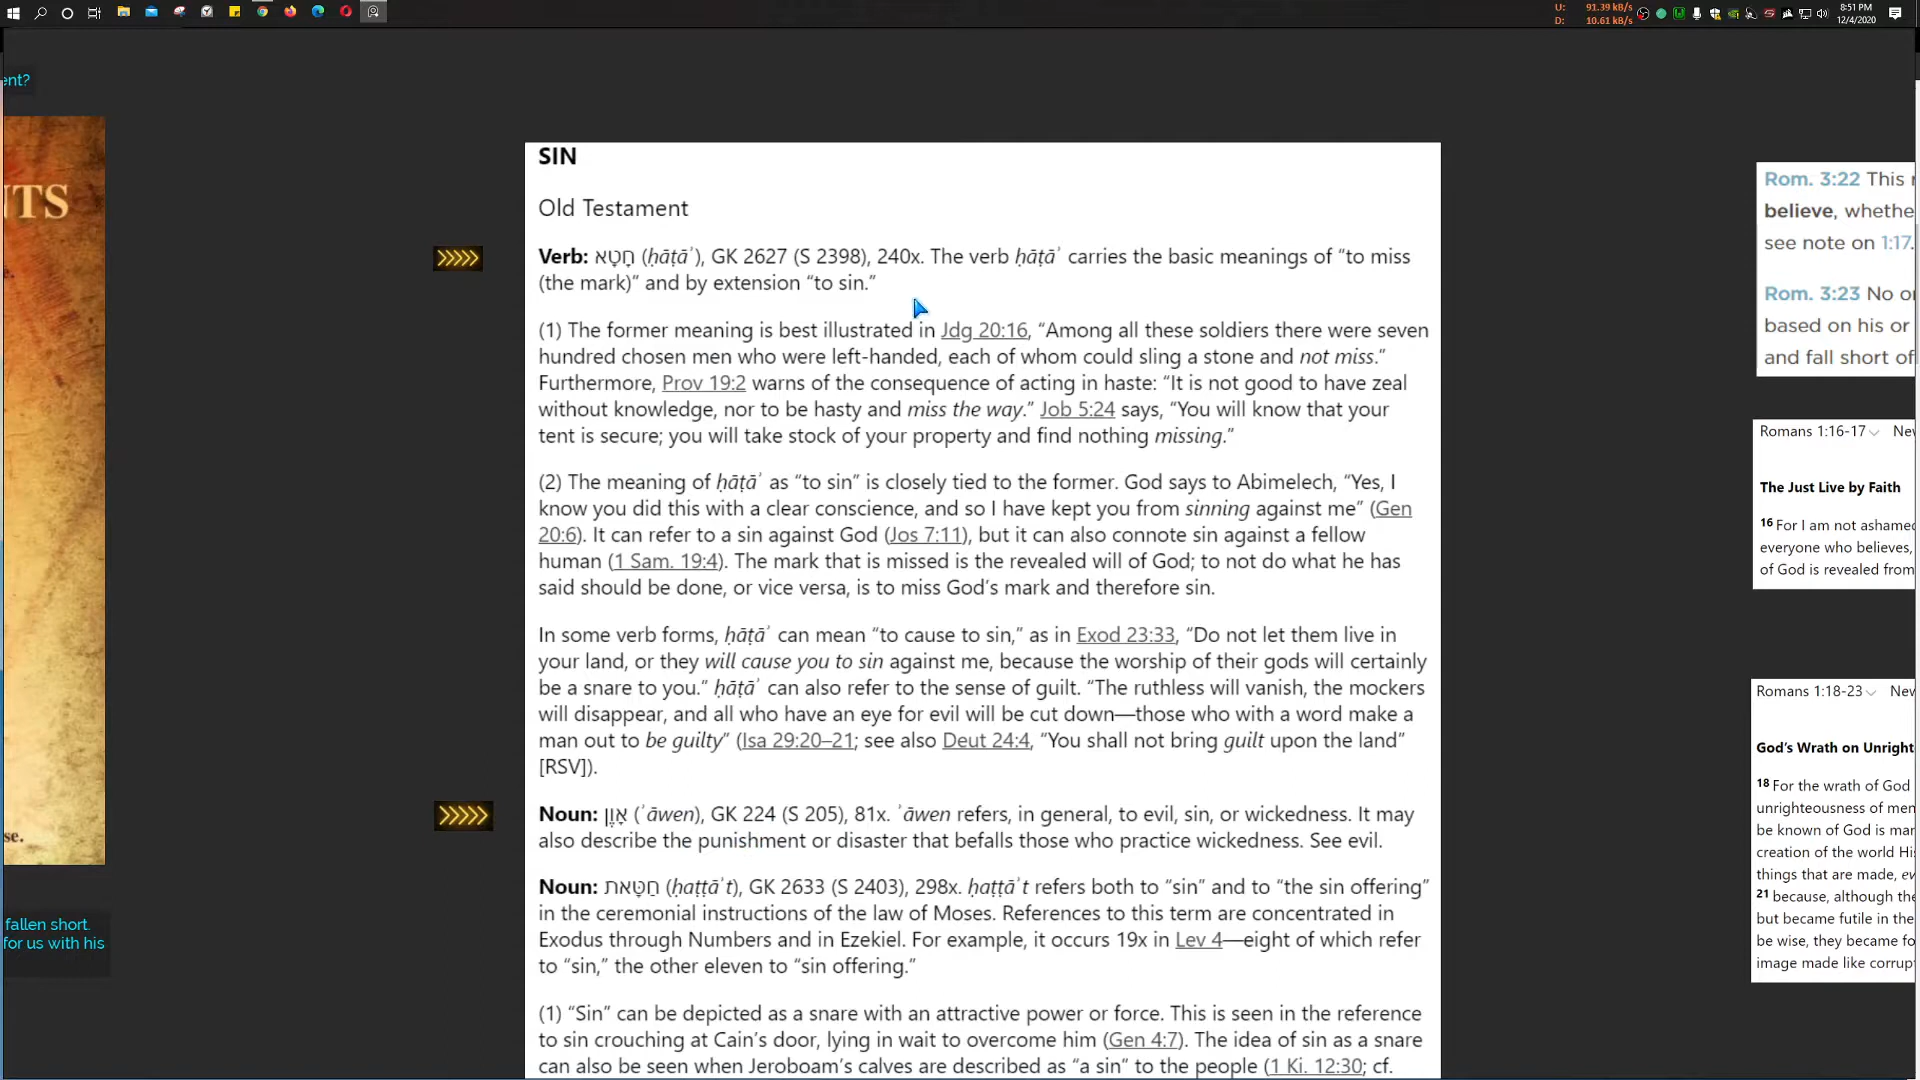 U: 91.39 kB/s
D: 10.61 kB/s
8:51 PM
12/4/2020
ent?
NTS
se.
fallen short.
for us with his
SIN
Old Testament
Verb: חָטָא (ḥāṭāʾ), GK 2627 (S 2398), 240x. The verb ḥāṭāʾ carries the basic meanings of “to miss
(the mark)” and by extension “to sin.”
(1) The former meaning is best illustrated in Jdg 20:16, “Among all these soldiers there were seven
hundred chosen men who were left-handed, each of whom could sling a stone and not miss.”
Furthermore, Prov 19:2 warns of the consequence of acting in haste: “It is not good to have zeal
without knowledge, nor to be hasty and miss the way.” Job 5:24 says, “You will know that your
tent is secure; you will take stock of your property and find nothing missing.”
(2) The meaning of ḥāṭāʾ as “to sin” is closely tied to the former. God says to Abimelech, “Yes, I
know you did this with a clear conscience, and so I have kept you from sinning against me” (Gen
20:6). It can refer to a sin against God (Jos 7:11), but it can also connote sin against a fellow
human (1 Sam. 19:4). The mark that is missed is the revealed will of God; to not do what he has
said should be done, or vice versa, is to miss God’s mark and therefore sin.
In some verb forms, ḥāṭāʾ can mean “to cause to sin,” as in Exod 23:33, “Do not let them live in
your land, or they will cause you to sin against me, because the worship of their gods will certainly
be a snare to you.” ḥāṭāʾ can also refer to the sense of guilt. “The ruthless will vanish, the mockers
will disappear, and all who have an eye for evil will be cut down—those who with a word make a
man out to be guilty” (Isa 29:20–21; see also Deut 24:4, “You shall not bring guilt upon the land”
[RSV]).
Noun: אָוֶן (ʾāwen), GK 224 (S 205), 81x. ʾāwen refers, in general, to evil, sin, or wickedness. It may
also describe the punishment or disaster that befalls those who practice wickedness. See evil.
Noun: חַטָּאת (ḥaṭṭāʾt), GK 2633 (S 2403), 298x. ḥaṭṭāʾt refers both to “sin” and to “the sin offering”
in the ceremonial instructions of the law of Moses. References to this term are concentrated in
Exodus through Numbers and in Ezekiel. For example, it occurs 19x in Lev 4—eight of which refer
to “sin,” the other eleven to “sin offering.”
(1) “Sin” can be depicted as a snare with an attractive power or force. This is seen in the reference
to sin crouching at Cain’s door, lying in wait to overcome him (Gen 4:7). The idea of sin as a snare
can also be seen when Jeroboam’s calves are described as “a sin” to the people (1 Ki. 12:30; cf.
Rom. 3:22 This r
believe, whethe
see note on 1:17.
Rom. 3:23 No o
based on his or
and fall short of
Romans 1:16-17 Nev
The Just Live by Faith
16 For I am not ashamed
everyone who believes,
of God is revealed from
Romans 1:18-23 Nev
God’s Wrath on Unright
18 For the wrath of God
unrighteousness of men
be known of God is man
creation of the world His
things that are made, ev
21 because, although the
but became futile in the
be wise, they became fo
image made like corrup